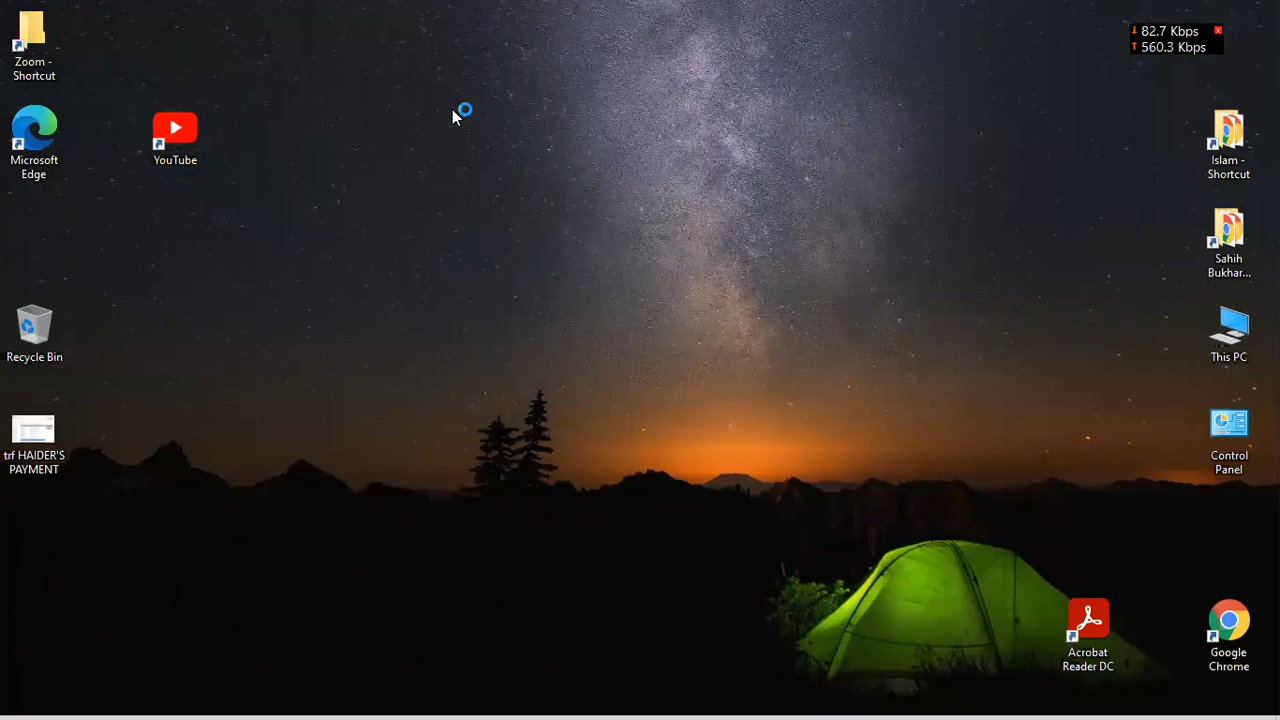 Zoom -
Shortcut
82.7 Kbps
560.3 Kbps
Microsoft
Edge
YouTube
Islam -
Shortcut
Sahih
Bukhar...
Recycle Bin
This PC
trf HAIDER'S
PAYMENT
Control
Panel
Acrobat
Reader DC
Google
Chrome